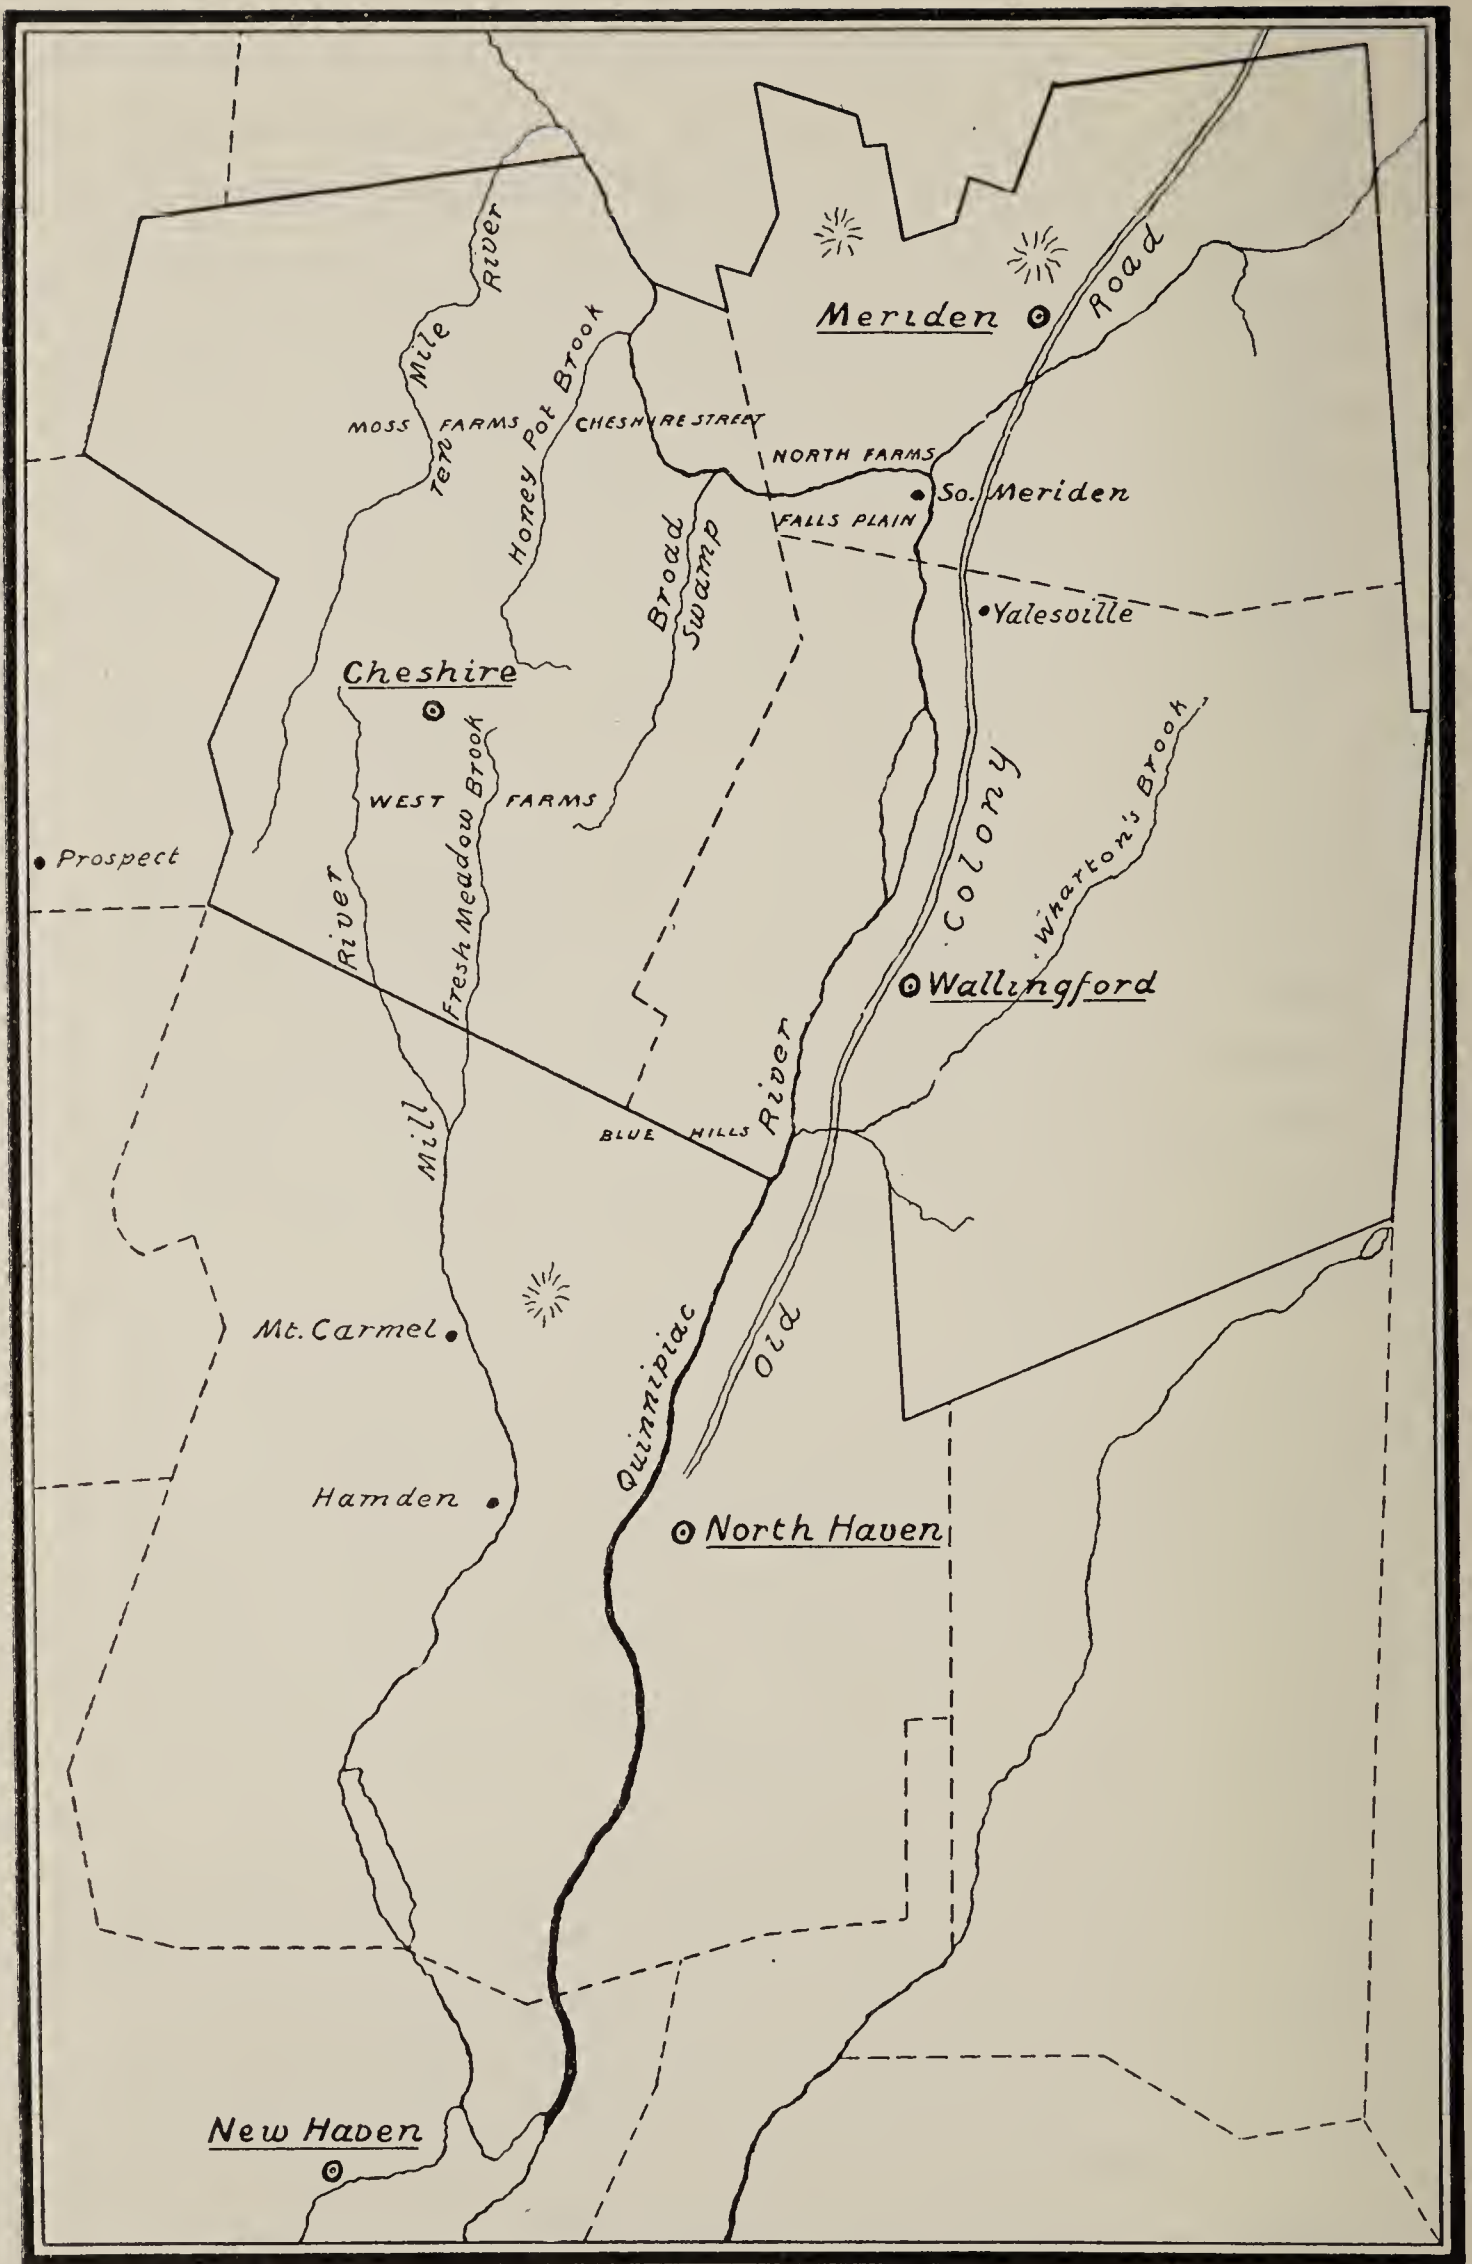 River
Mile
Ten
Honey Pot Brook
Meriden
Road
MOSS FARMS
CHESHIRE STREET
NORTH FARMS
So. Meriden
FALLS PLAIN
Broad
Swamp
Yalesville
Cheshire
WEST FARMS
Fresh Meadow Brook
Colony
Wharton's Brook
Prospect
River
Wallingford
River
Mill
BLUE HILLS
Mt. Carmel
Old
Quinnipiac
Hamden
North Haven
New Haven